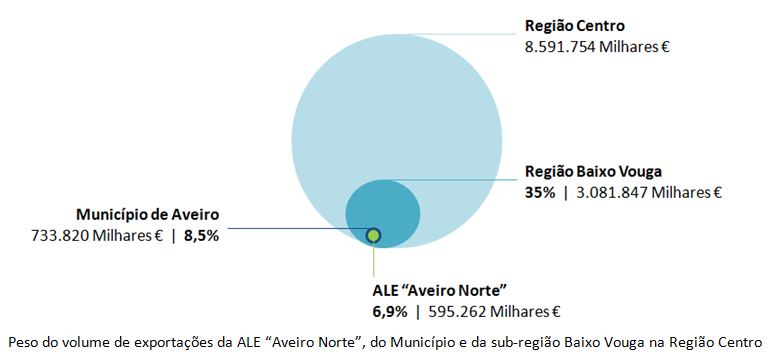 Região Centro
8.591.754 Milhares €
Região Baixo Vouga
35% | 3.081.847 Milhares €
Município de Aveiro
733.820 Milhares € | 8,5%
ALE “Aveiro Norte”
6,9% | 595.262 Milhares €
Peso do volume de exportações da ALE “Aveiro Norte”, do Município e da sub-região Baixo Vouga na Região Centro